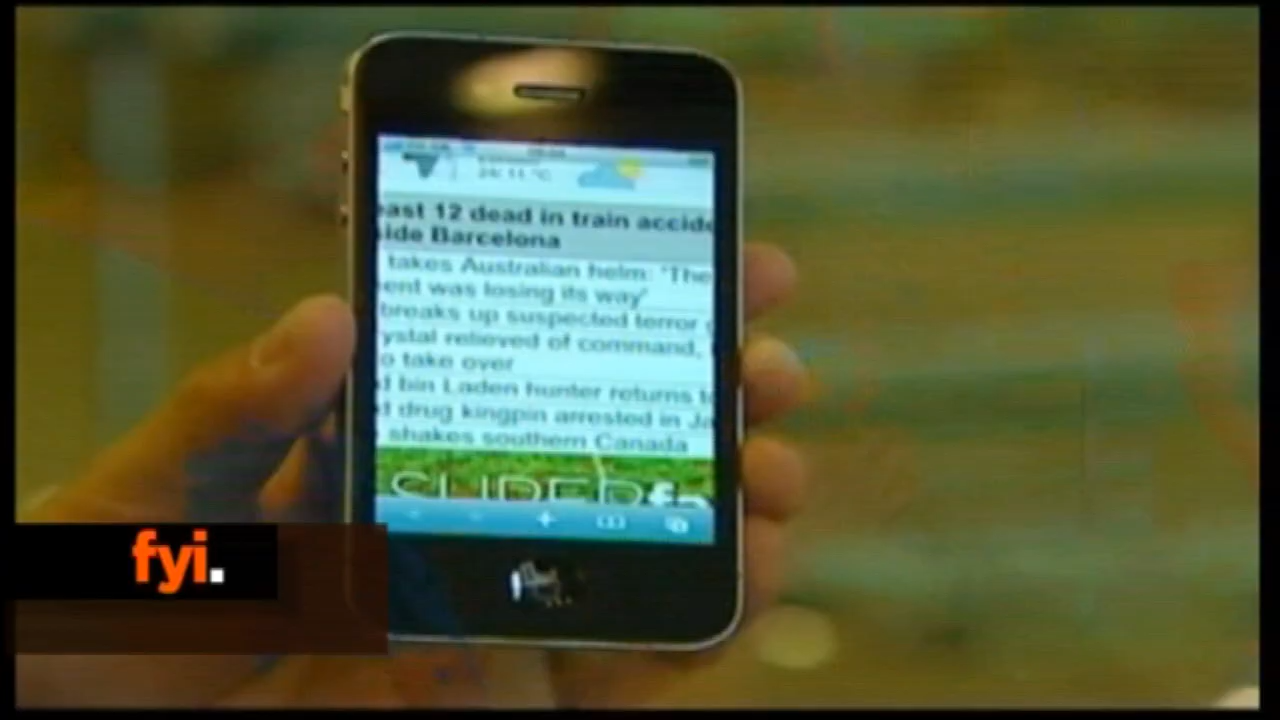 east 12 dead in train accide
side Barcelona
takes Australian helm: 'The
ent was losing its way'
breaks up suspected terror
ystal relieved of command,
o take over
d bin Laden hunter returns t
d drug kingpin arrested in Ja
shakes southern Canada
SUPER
fyi.